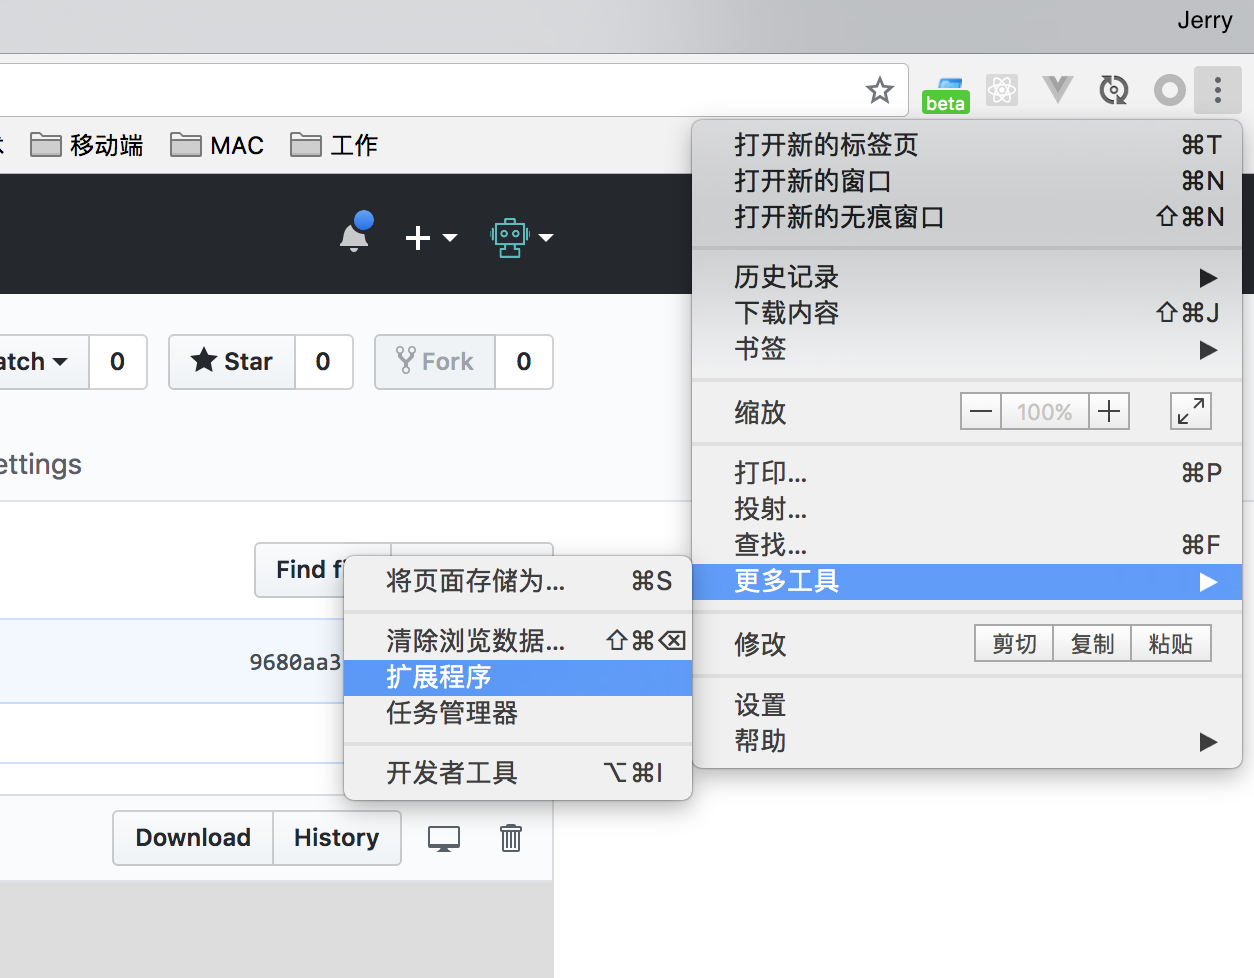 Jerry
beta
移动端 MAC 工作
打开新的标签页 ⌘T
打开新的窗口 ⌘N
打开新的无痕窗口 ⇧⌘N
历史记录 ▶
下载内容 ⇧⌘J
书签 ▶
缩放 — 100% +
打印... ⌘P
投射...
查找... ⌘F
更多工具 ▶
修改 剪切 复制 粘贴
设置
帮助 ▶
atch 0 Star 0 Fork 0
ettings
Find f
9680aa3
将页面存储为... ⌘S
清除浏览数据... ⇧⌘⌫
扩展程序
任务管理器
开发者工具 ⌥⌘I
Download History